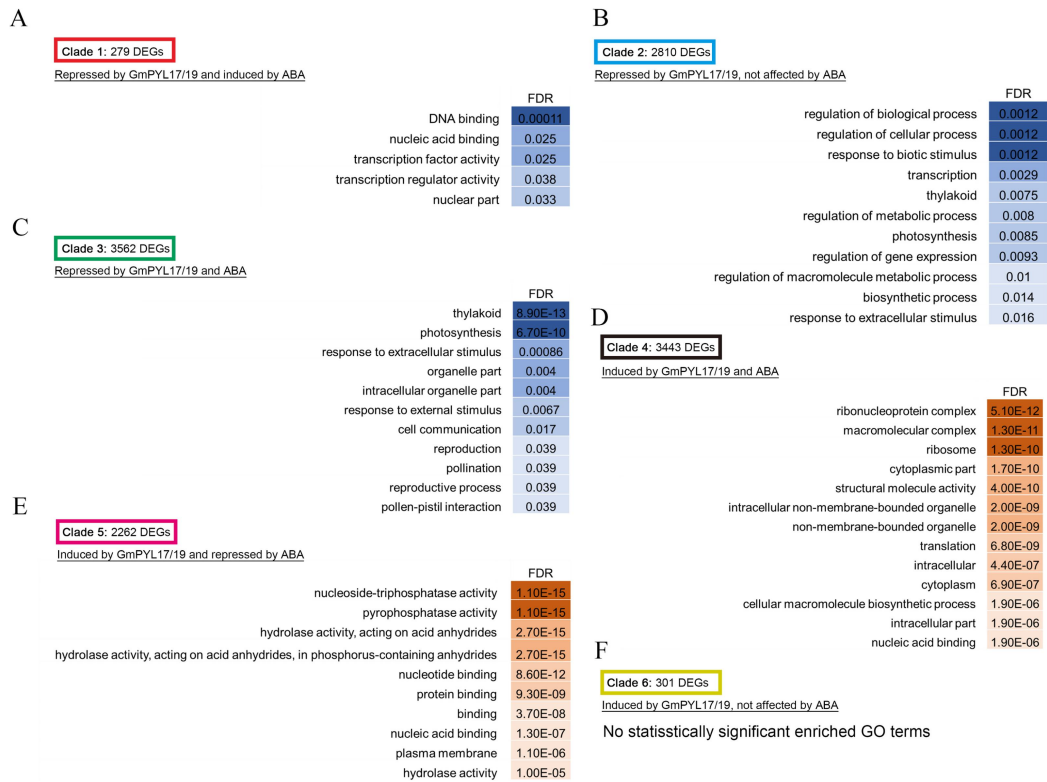 A
Clade 1: 279 DEGs
Repressed by GmPYL17/19 and induced by ABA
FDR
DNA binding 0.00011
nucleic acid binding 0.025
transcription factor activity 0.025
transcription regulator activity 0.038
nuclear part 0.033
B
Clade 2: 2810 DEGs
Repressed by GmPYL17/19, not affected by ABA
FDR
regulation of biological process 0.0012
regulation of cellular process 0.0012
response to biotic stimulus 0.0012
transcription 0.0029
thylakoid 0.0075
regulation of metabolic process 0.008
photosynthesis 0.0085
regulation of gene expression 0.0093
regulation of macromolecule metabolic process 0.01
biosynthetic process 0.014
response to extracellular stimulus 0.016
C
Clade 3: 3562 DEGs
Repressed by GmPYL17/19 and ABA
FDR
thylakoid 8.90E-13
photosynthesis 6.70E-10
response to extracellular stimulus 0.00086
organelle part 0.004
intracellular organelle part 0.004
response to external stimulus 0.0067
cell communication 0.017
reproduction 0.039
pollination 0.039
reproductive process 0.039
pollen-pistil interaction 0.039
D
Clade 4: 3443 DEGs
Induced by GmPYL17/19 and ABA
FDR
ribonucleoprotein complex 5.10E-12
macromolecular complex 1.30E-11
ribosome 1.30E-10
cytoplasmic part 1.70E-10
structural molecule activity 4.00E-10
intracellular non-membrane-bounded organelle 2.00E-09
non-membrane-bounded organelle 2.00E-09
translation 6.80E-09
intracellular 4.40E-07
cytoplasm 6.90E-07
cellular macromolecule biosynthetic process 1.90E-06
intracellular part 1.90E-06
nucleic acid binding 1.90E-06
E
Clade 5: 2262 DEGs
Induced by GmPYL17/19 and repressed by ABA
FDR
nucleoside-triphosphatase activity 1.10E-15
pyrophosphatase activity 1.10E-15
hydrolase activity, acting on acid anhydrides 2.70E-15
hydrolase activity, acting on acid anhydrides, in phosphorus-containing anhydrides 2.70E-15
nucleotide binding 8.60E-12
protein binding 9.30E-09
binding 3.70E-08
nucleic acid binding 1.30E-07
plasma membrane 1.10E-06
hydrolase activity 1.00E-05
F
Clade 6: 301 DEGs
Induced by GmPYL17/19, not affected by ABA
No statisstically significant enriched GO terms